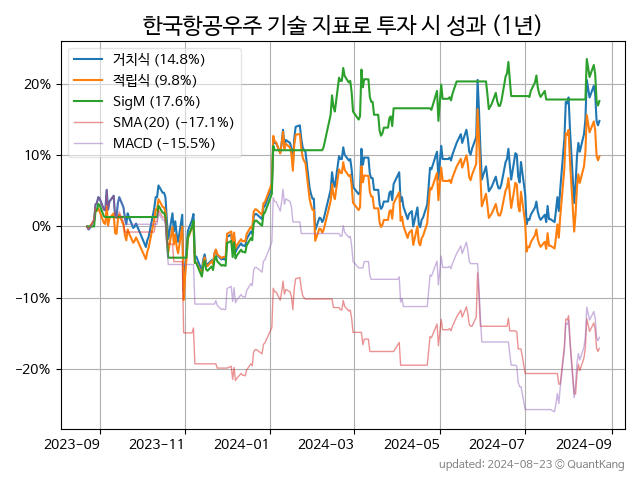 한국항공우주 기술 지표로 투자 시 성과 (1년)
거치식 (14.8%)
적립식 (9.8%)
SigM (17.6%)
SMA(20) (−17.1%)
MACD (−15.5%)
20%
10%
0%
−10%
−20%
2023-09 2023-11 2024-01 2024-03 2024-05 2024-07 2024-09
updated: 2024-08-23 © QuantKang